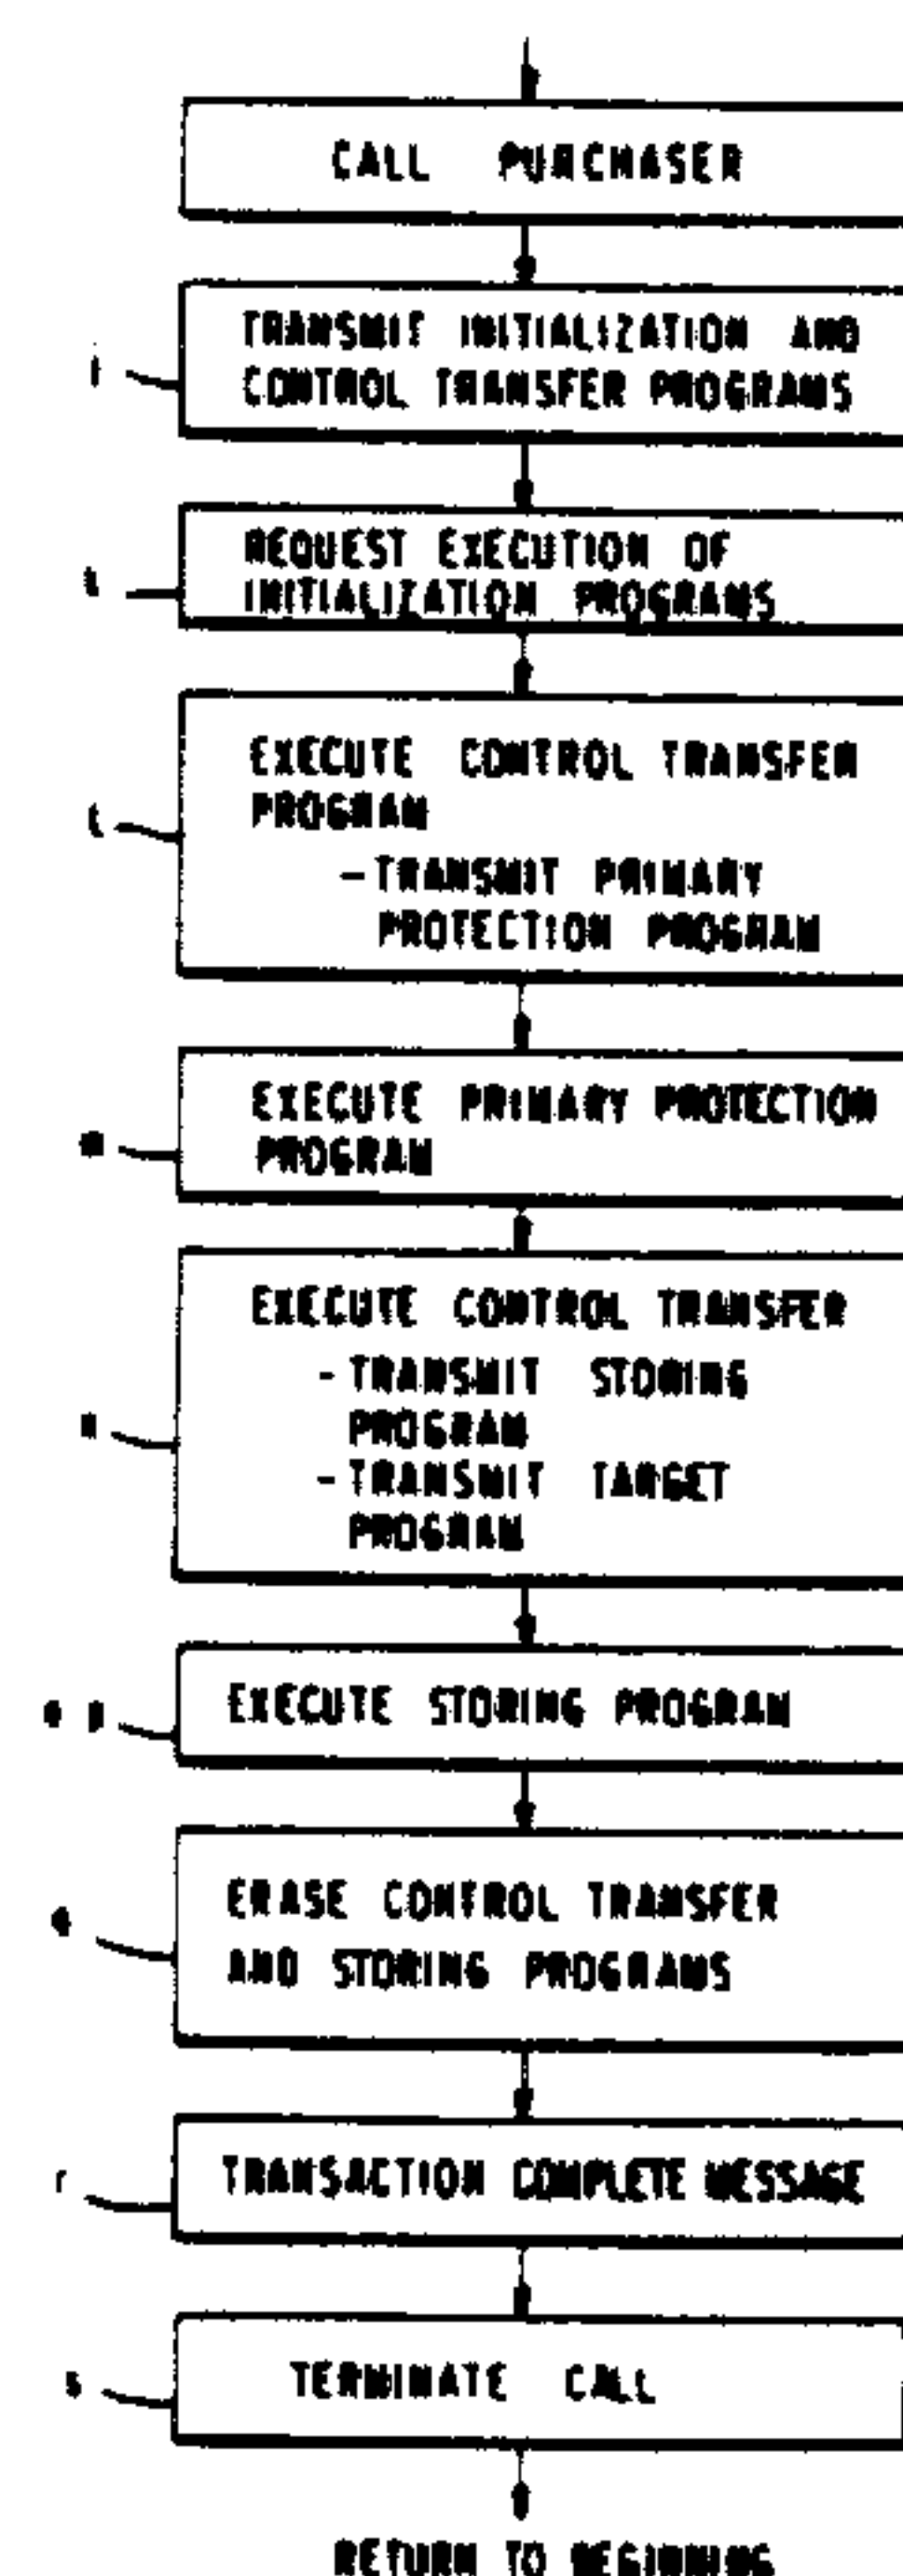 CALL PURCHASER
TRANSMIT INITIALIZATION AND
CONTROL TRANSFER PROGRAMS
REQUEST EXECUTION OF
k
INITIALIZATION PROGRAMS
EXECUTE CONTROL TRANSFER
l
PROGRAM
-TRANSMIT PRIMARY
PROTECTION PROGRAM
EXECUTE PRIMARY PROTECTION
m
PROGRAM
EXECUTE CONTROL TRANSFER
-TRANSMIT STORING
n
PROGRAM
-TRANSMIT TARGET
PROGRAM
o p
EXECUTE STORING PROGRAM
ERASE CONTROL TRANSFER
q
AND STORING PROGRAMS
r
TRANSACTION COMPLETE MESSAGE
s
TERMINATE CALL
RETURN TO BEGINNING